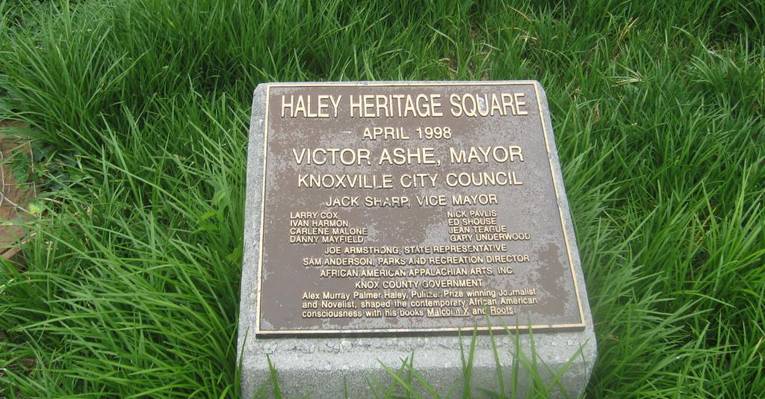 HALEY HERITAGE SQUARE
APRIL 1998
VICTOR ASHE, MAYOR
KNOXVILLE CITY COUNCIL
JACK SHARP, VICE MAYOR
LARRY COX NICK PAVLIS
IVAN HARMON ED SHOUSE
CARLENE MALONE JEAN TEAGUE
DANNY MAYFIELD GARY UNDERWOOD
JOE ARMSTRONG, STATE REPRESENTATIVE
SAM ANDERSON, PARKS AND RECREATION DIRECTOR
AFRICAN AMERICAN APPALACHIAN ARTS, INC.
KNOX COUNTY GOVERNMENT
Alex Murray Palmer Haley, Pulitzer Prize winning Journalist
and Novelist, shaped the contemporary African American
consciousness with his books Malcolm X and Roots